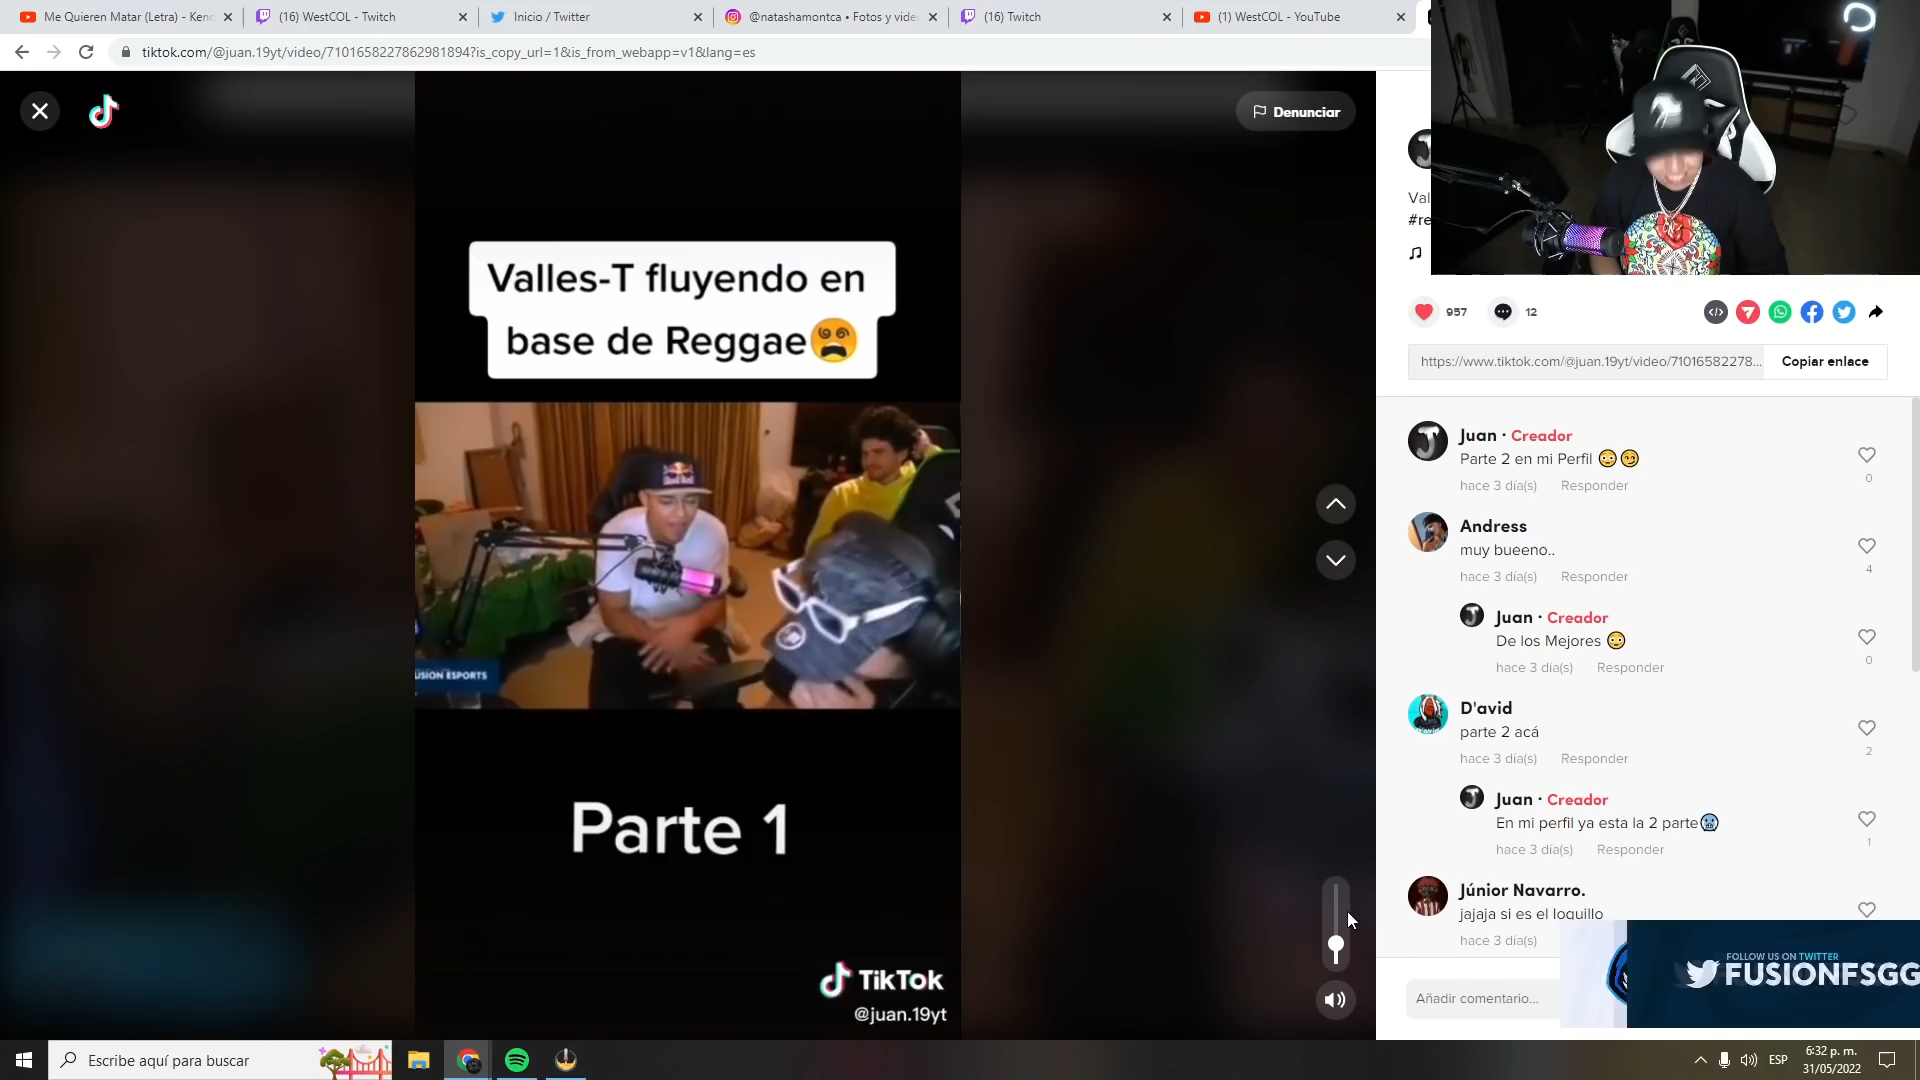 Me Quieren Matar (Letra) - Kend
(16) WestCOL - Twitch
Inicio / Twitter
@natashamontca • Fotos y vide
(16) Twitch
(1) WestCOL - YouTube
tiktok.com/@juan.19yt/video/7101658227862981894?is_copy_url=1&is_from_webapp=v1&lang=es
Denunciar
Valles-T fluyendo en
base de Reggae
USION ESPORTS
Parte 1
TikTok
@juan.19yt
Val
#re
957
12
https://www.tiktok.com/@juan.19yt/video/71016582278...
Copiar enlace
Juan · Creador
Parte 2 en mi Perfil 😳😏
hace 3 día(s) Responder
0
Andress
muy bueeno..
hace 3 día(s) Responder
4
Juan · Creador
De los Mejores 😳
hace 3 día(s) Responder
0
D'avid
parte 2 acá
hace 3 día(s) Responder
2
Juan · Creador
En mi perfil ya esta la 2 parte🥶
hace 3 día(s) Responder
1
Júnior Navarro.
jajaja si es el loquillo
hace 3 día(s)
Añadir comentario...
FOLLOW US ON TWITTER
FUSIONFSGG
Escribe aquí para buscar
ESP
6:32 p. m.
31/05/2022